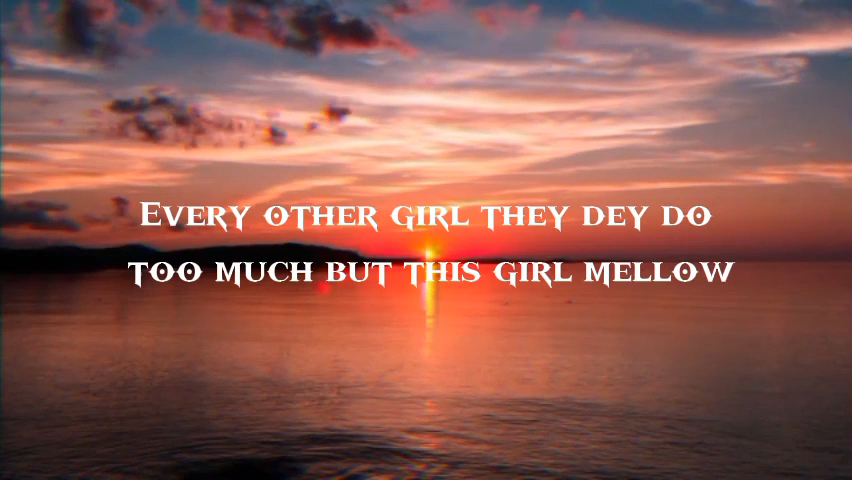 Every other girl they dey do
too much but this girl mellow